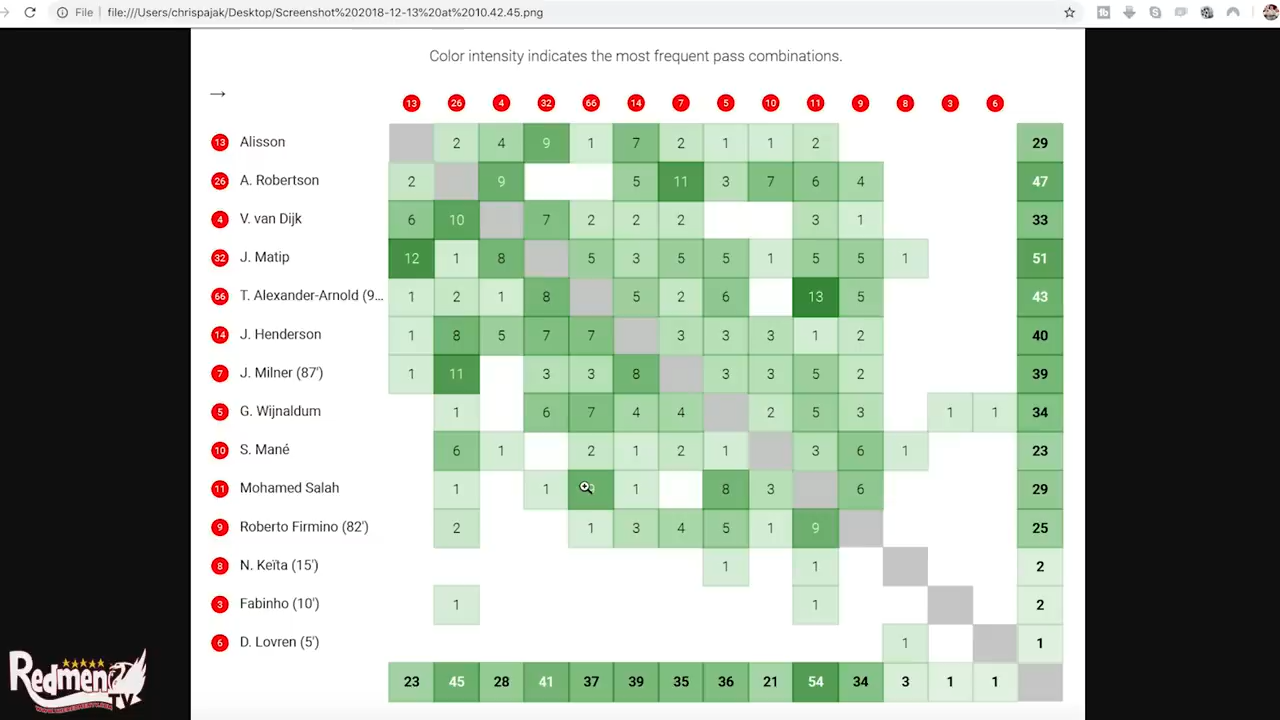 File file:///Users/chrispajak/Desktop/Screenshot%202018-12-13%20at%2010.42.45.png
Color intensity indicates the most frequent pass combinations.
→ 13 26 4 32 66 14 7 5 10 11 9 8 3 6
13 Alisson 2 4 9 1 7 2 1 1 2 29
26 A. Robertson 2 9 5 11 3 7 6 4 47
4 V. van Dijk 6 10 7 2 2 2 3 1 33
32 J. Matip 12 1 8 5 3 5 5 1 5 5 1 51
66 T. Alexander-Arnold (9... 1 2 1 8 5 2 6 13 5 43
14 J. Henderson 1 8 5 7 7 3 3 3 1 2 40
7 J. Milner (87') 1 11 3 3 8 3 3 5 2 39
5 G. Wijnaldum 1 6 7 4 4 2 5 3 1 1 34
10 S. Mané 6 1 2 1 2 1 3 6 1 23
11 Mohamed Salah 1 1 1 8 3 6 29
9 Roberto Firmino (82') 2 1 3 4 5 1 9 25
8 N. Keïta (15') 1 1 2
3 Fabinho (10') 1 1 2
6 D. Lovren (5') 1 1
23 45 28 41 37 39 35 36 21 54 34 3 1 1
Redmen TV